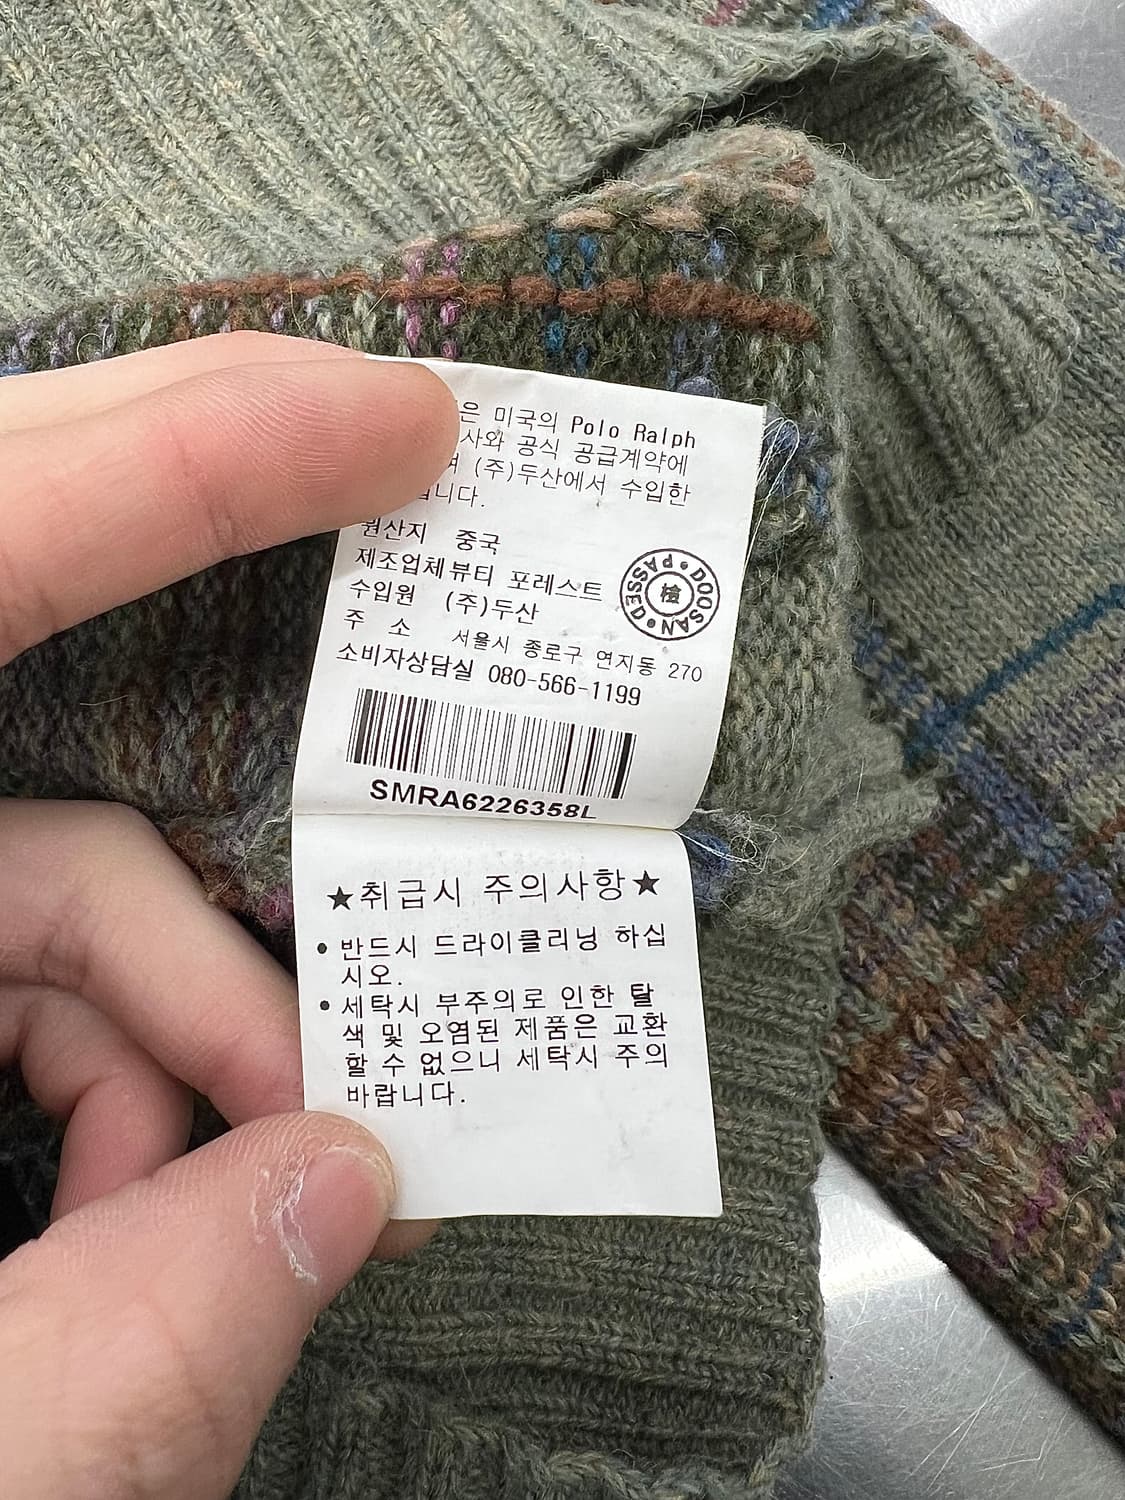 은 미국의 Polo Ralph
사와 공식 공급계약에
며 (주)두산에서 수입한
입니다.
원산지 중국
제조업체 뷰티 포레스트
수입원 (주)두산
주 소 서울시 종로구 연지동 270
소비자상담실 080-566-1199
DOOSAN PASSED
檢
SMRA6226358L
★취급시 주의사항★
• 반드시 드라이클리닝 하십
시오.
• 세탁시 부주의로 인한 탈
색 및 오염된 제품은 교환
할 수 없으니 세탁시 주의
바랍니다.